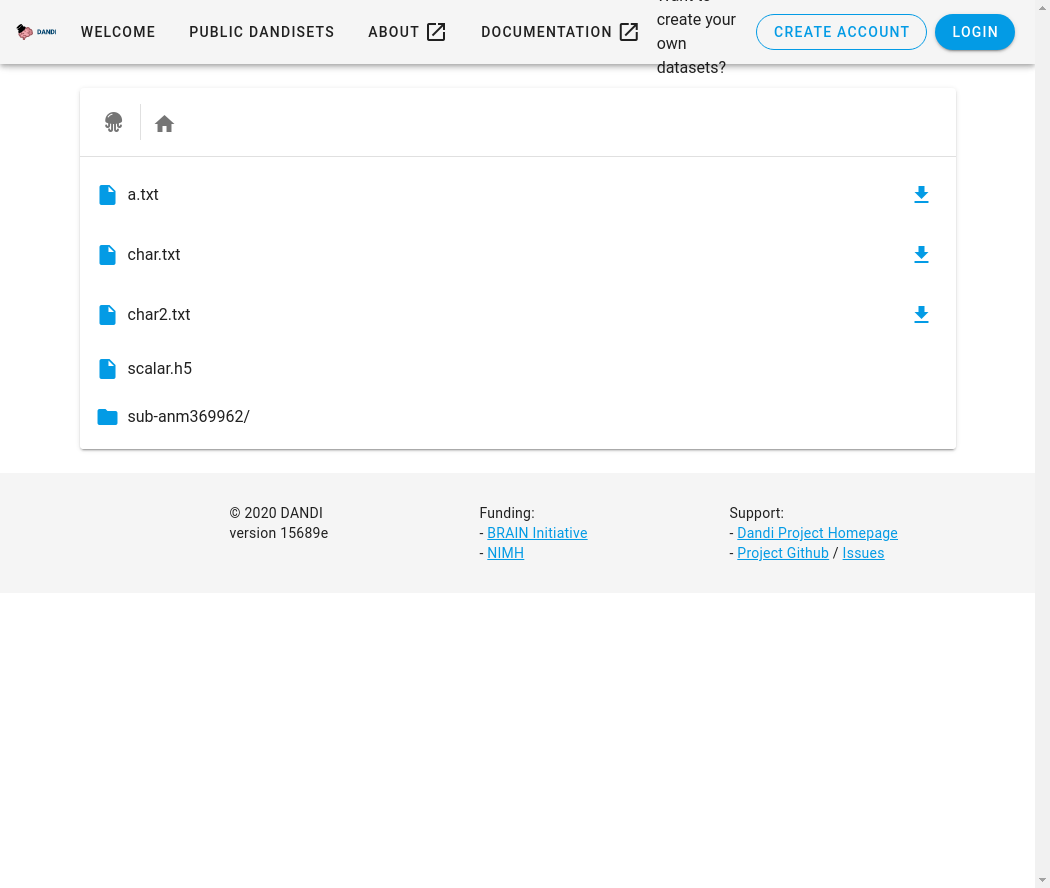 DANDI
WELCOME
PUBLIC DANDISETS
ABOUT
DOCUMENTATION
create your
own
datasets?
CREATE ACCOUNT
LOGIN
a.txt
char.txt
char2.txt
scalar.h5
sub-anm369962/
© 2020 DANDI
version 15689e
Funding:
- BRAIN Initiative
- NIMH
Support:
- Dandi Project Homepage
- Project Github / Issues